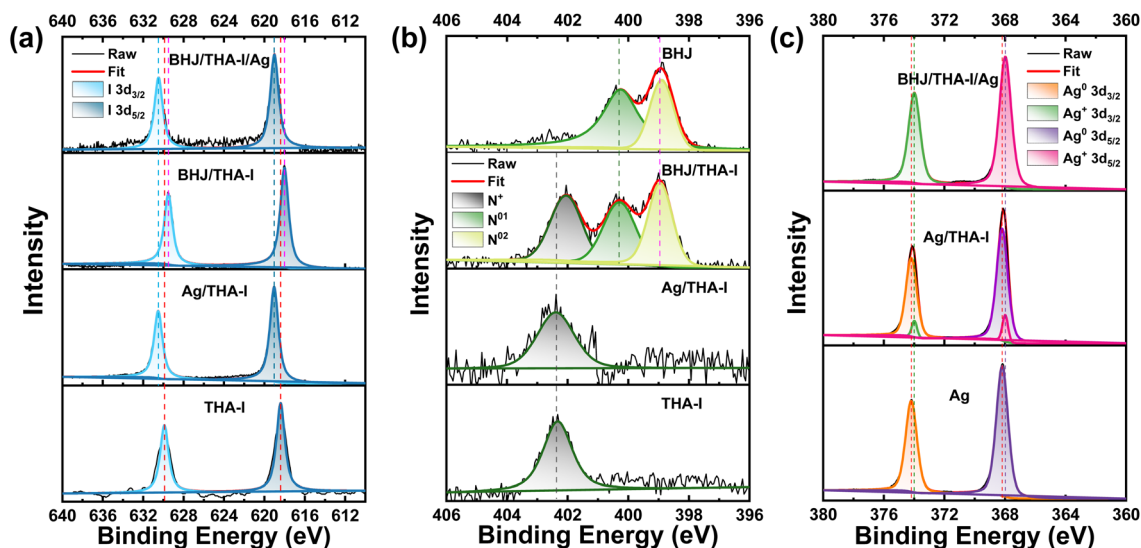 (a)
640 636 632 628 624 620 616 612
Raw
Fit
I 3d3/2
I 3d5/2
BHJ/THA-I/Ag
BHJ/THA-I
Ag/THA-I
THA-I
Intensity
640 636 632 628 624 620 616 612
Binding Energy (eV)
(b)
406 404 402 400 398 396
BHJ
Raw
Fit
N+
N01
N02
BHJ/THA-I
Ag/THA-I
THA-I
Intensity
406 404 402 400 398 396
Binding Energy (eV)
(c)
380 376 372 368 364 360
Raw
Fit
Ag0 3d3/2
Ag+ 3d3/2
Ag0 3d5/2
Ag+ 3d5/2
BHJ/THA-I/Ag
Ag/THA-I
Ag
Intensity
380 376 372 368 364 360
Binding Energy (eV)